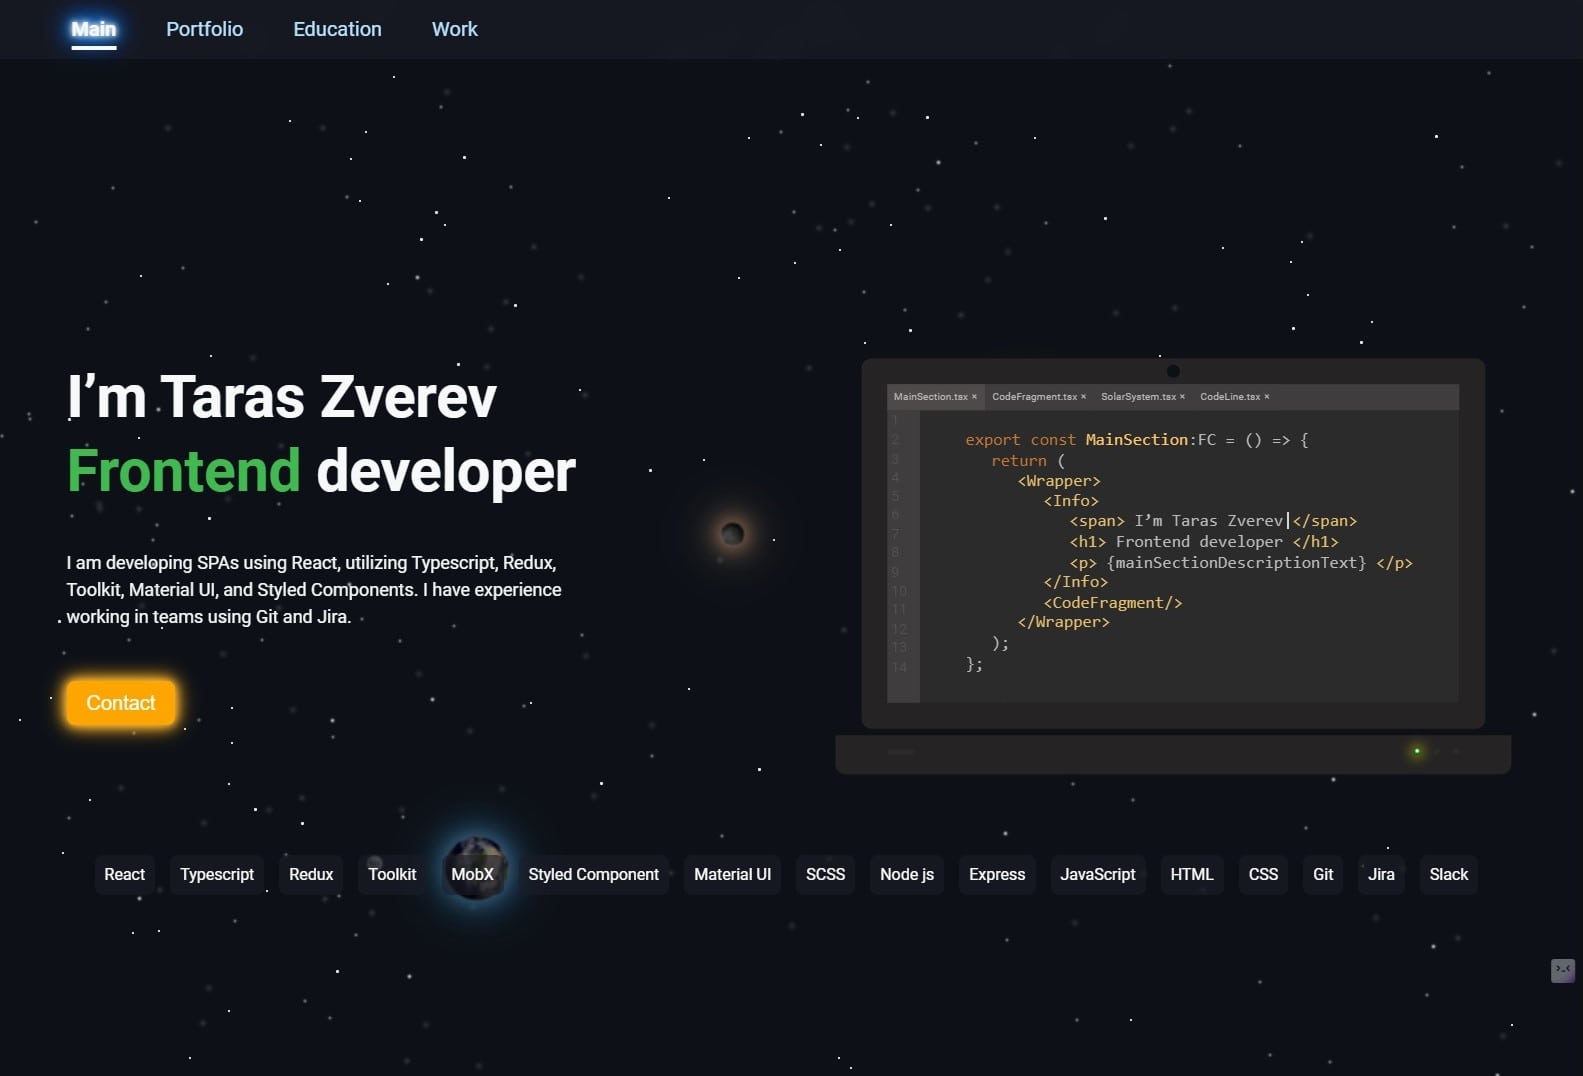 Main Portfolio Education Work
I’m Taras Zverev
Frontend developer
I am developing SPAs using React, utilizing Typescript, Redux,
Toolkit, Material UI, and Styled Components. I have experience
working in teams using Git and Jira.
Contact
MainSection.tsx × CodeFragment.tsx × SolarSystem.tsx × CodeLine.tsx ×
1
2 export const MainSection:FC = () => {
3 return (
4 <Wrapper>
5 <Info>
6 <span> I’m Taras Zverev</span>
7 <h1> Frontend developer </h1>
8 <p> {mainSectionDescriptionText} </p>
9 </Info>
10 <CodeFragment/>
11 </Wrapper>
12 );
13 };
14
React Typescript Redux Toolkit MobX Styled Component Material UI SCSS Node js Express JavaScript HTML CSS Git Jira Slack